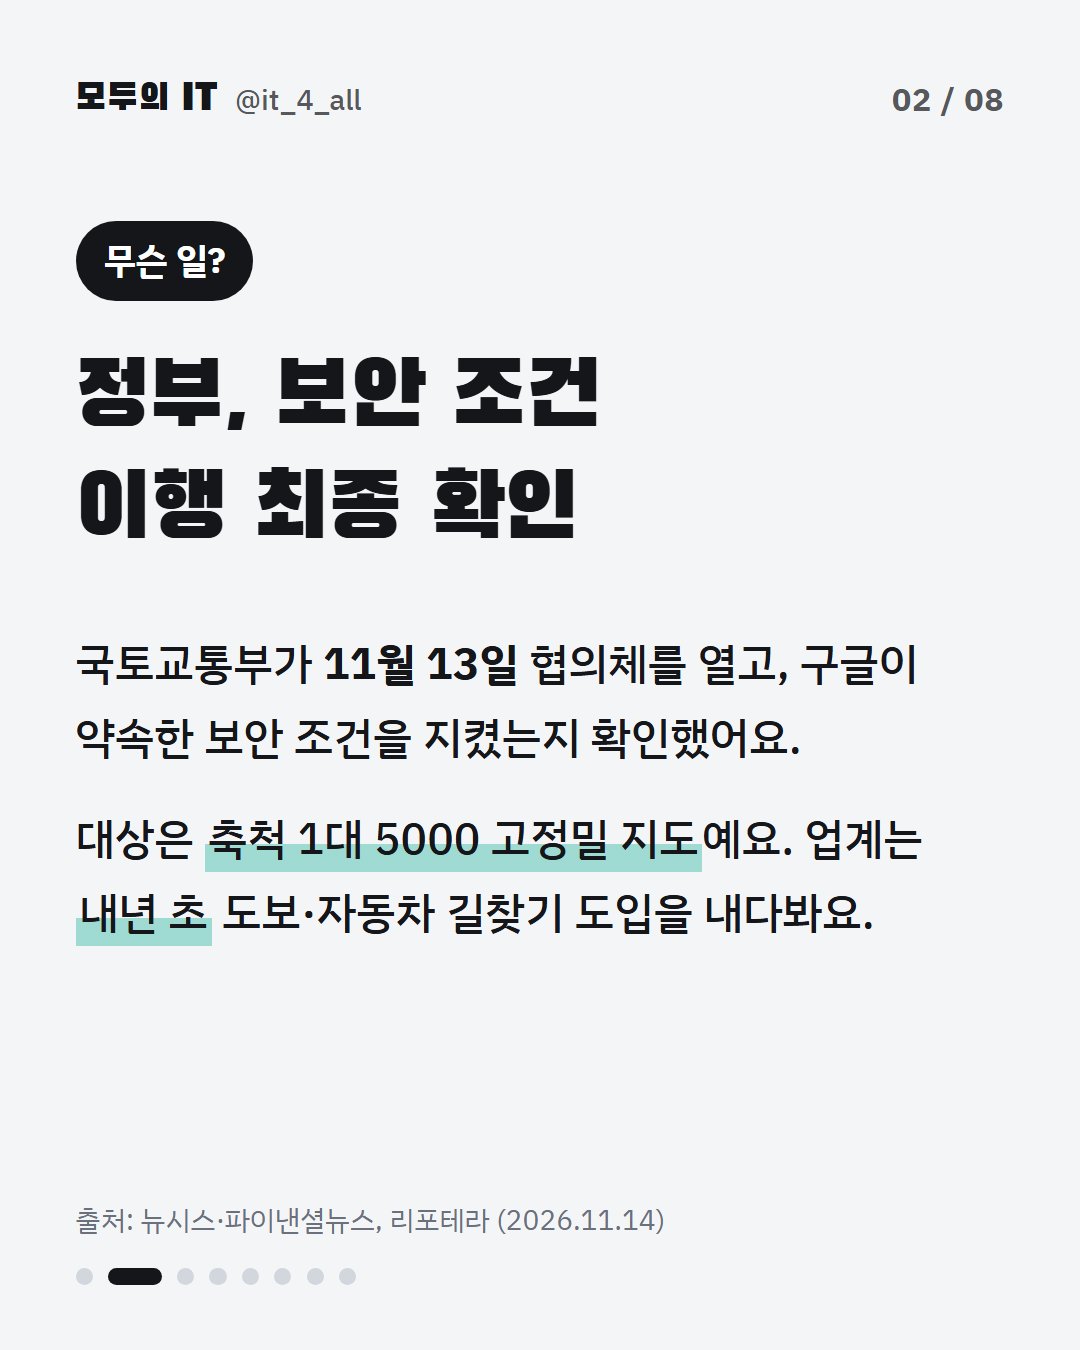 모두의 IT @it_4_all
02 / 08
무슨 일?
정부, 보안 조건
이행 최종 확인
국토교통부가 11월 13일 협의체를 열고, 구글이
약속한 보안 조건을 지켰는지 확인했어요.
대상은 축척 1대 5000 고정밀 지도예요. 업계는
내년 초 도보·자동차 길찾기 도입을 내다봐요.
출처: 뉴시스·파이낸셜뉴스, 리포테라 (2026.11.14)